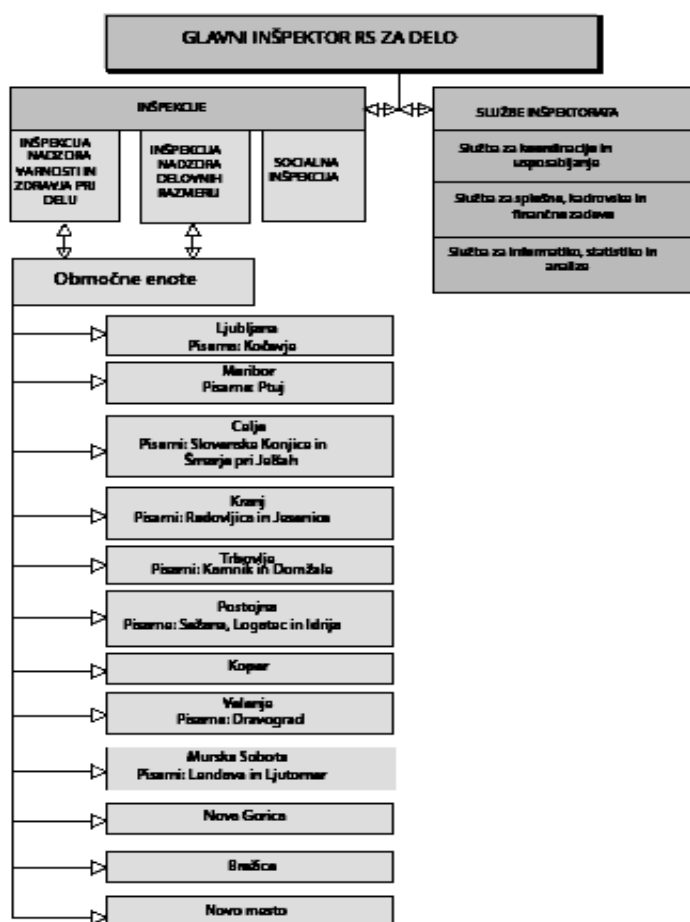 GLAVNI INŠPEKTOR RS ZA DELO
INŠPEKCIJE
INŠPEKCIJA
NADZORA
VARNOSTI IN
ZDRAVJA PRI
DELU
INŠPEKCIJA
NADZORA
DELOVNIH
RAZMERIJ
SOCIALNA
INŠPEKCIJA
SLUŽBE INŠPEKTORATA
Služba za koordinacijo in
usposabljanje
Služba za splošne, kadrovske in
finančne zadeve
Služba za informatiko, statistiko in
analize
Območne enote
Ljubljana
Pisarna: Kočevje
Maribor
Pisarna: Ptuj
Celje
Pisarni: Slovenske Konjice in
Šmarje pri Jelšah
Kranj
Pisarni: Radovljica in Jesenice
Trbovlje
Pisarni: Kamnik in Domžale
Postojna
Pisarne: Sežana, Logatec in Idrija
Koper
Velenje
Pisarna: Dravograd
Murska Sobota
Pisarni: Lendava in Ljutomer
Nova Gorica
Brežice
Novo mesto